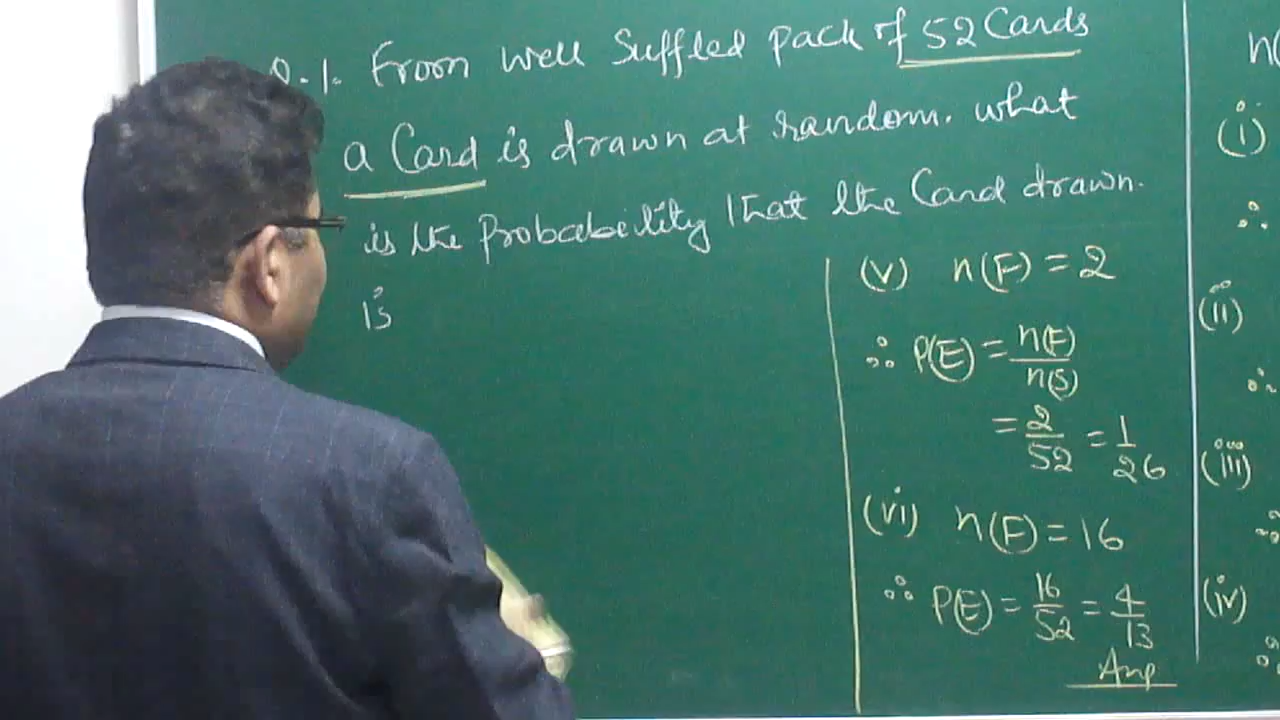 Q.1. From well Suffled pack of 52 Cards
a Card is drawn at random. what
is the Probabeility that the Card drawn.
is
(v) n(E) = 2
∴ P(E) = n(E)/n(S)
= 2/52 = 1/26
(vi) n(E) = 16
∴ P(E) = 16/52 = 4/13
Ans
n(
(i)
∴
(ii)
∴
(iii)
∴
(iv)
∴